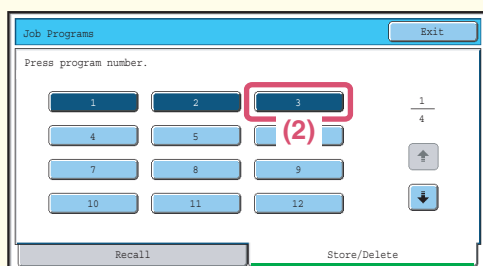 Job Programs Exit
Press program number.
1 2 3 1
4 5 (2) 4
7 8 9
10 11 12
Recall Store/Delete